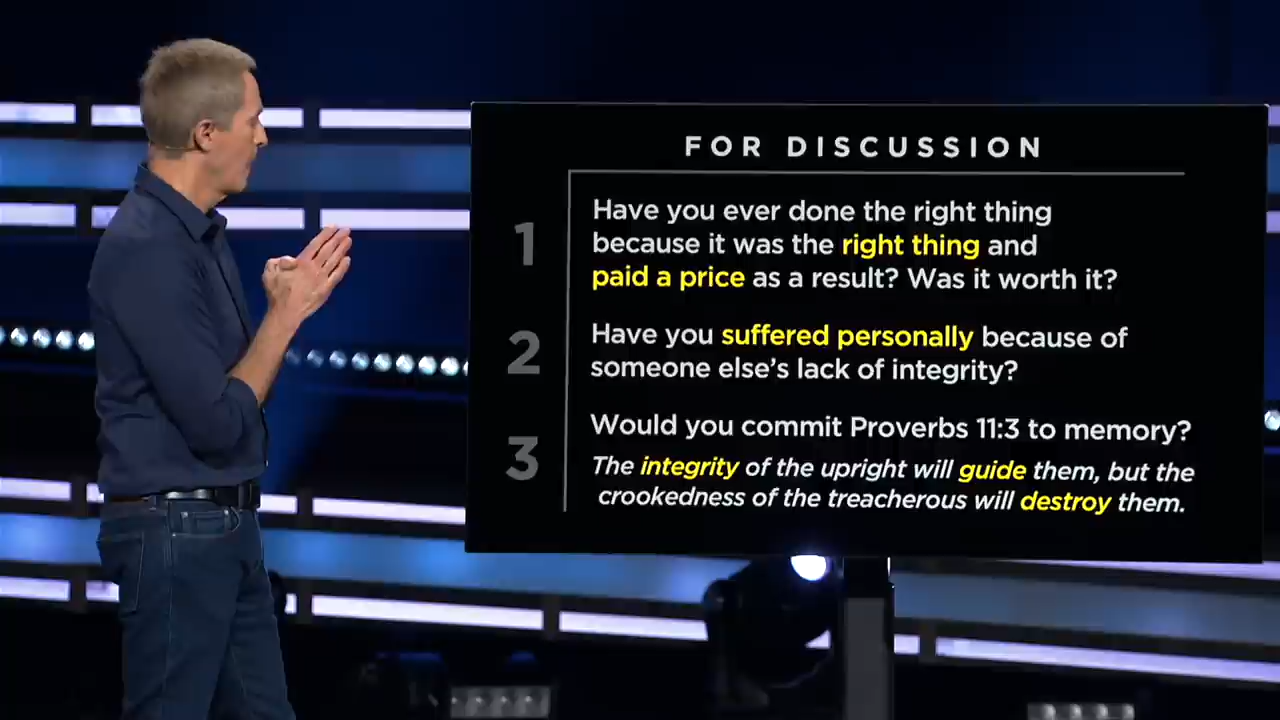 FOR DISCUSSION
1
Have you ever done the right thing
because it was the right thing and
paid a price as a result? Was it worth it?
2
Have you suffered personally because of
someone else's lack of integrity?
3
Would you commit Proverbs 11:3 to memory?
The integrity of the upright will guide them, but the
crookedness of the treacherous will destroy them.